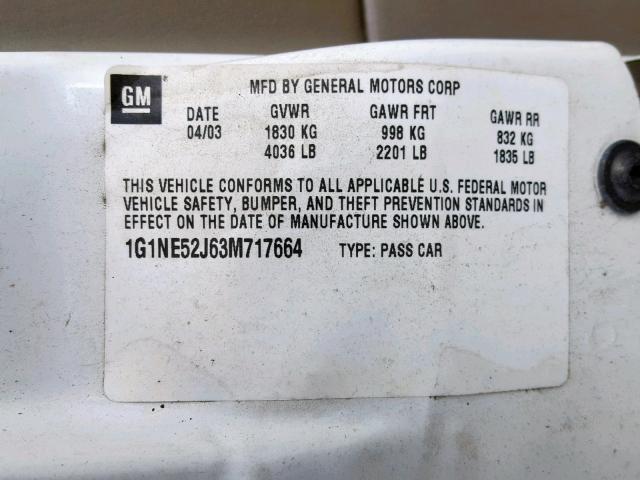 GM
MFD BY GENERAL MOTORS CORP
DATE GVWR GAWR FRT GAWR RR
04/03 1830 KG 998 KG 832 KG
4036 LB 2201 LB 1835 LB
THIS VEHICLE CONFORMS TO ALL APPLICABLE U.S. FEDERAL MOTOR
VEHICLE SAFETY, BUMPER, AND THEFT PREVENTION STANDARDS IN
EFFECT ON THE DATE OF MANUFACTURE SHOWN ABOVE.
1G1NE52J63M717664 TYPE: PASS CAR